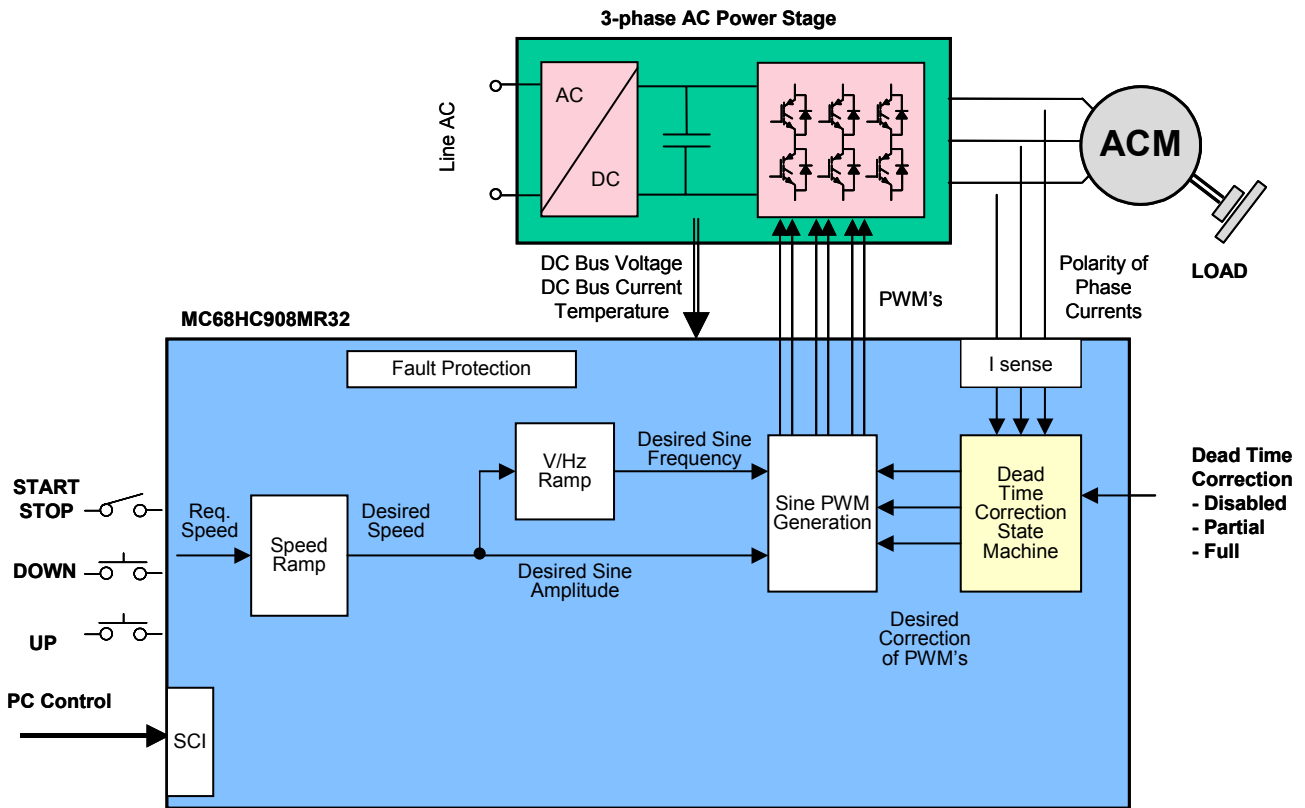 3-phase AC Power Stage
AC
DC
Line AC
ACM
LOAD
DC Bus Voltage
DC Bus Current
Temperature
PWM's
Polarity of
Phase
Currents
MC68HC908MR32
Fault Protection
I sense
V/Hz
Ramp
Desired Sine
Frequency
Sine PWM
Generation
Dead
Time
Correction
State
Machine
Dead Time
Correction
- Disabled
- Partial
- Full
START
STOP
DOWN
UP
Req.
Speed
Speed
Ramp
Desired
Speed
Desired Sine
Amplitude
Desired
Correction
of PWM's
PC Control
SCI